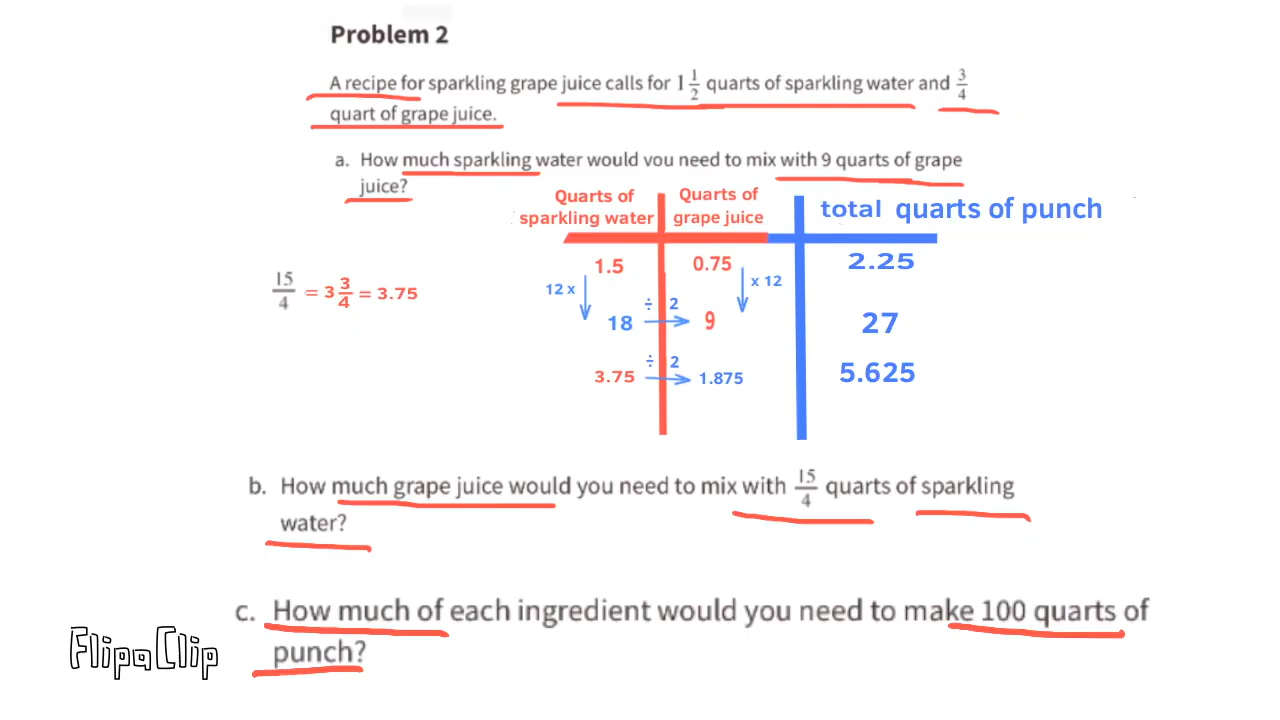 Problem 2
A recipe for sparkling grape juice calls for 1 1/2 quarts of sparkling water and 3/4
quart of grape juice.
a. How much sparkling water would you need to mix with 9 quarts of grape
juice?
Quarts of
sparkling water
Quarts of
grape juice
total quarts of punch
1.5 0.75 2.25
15/4 = 3 3/4 = 3.75
12 x
x 12
÷ 2
18 9 27
÷ 2
3.75 1.875 5.625
b. How much grape juice would you need to mix with 15/4 quarts of sparkling
water?
c. How much of each ingredient would you need to make 100 quarts of
punch?
FlipaClip